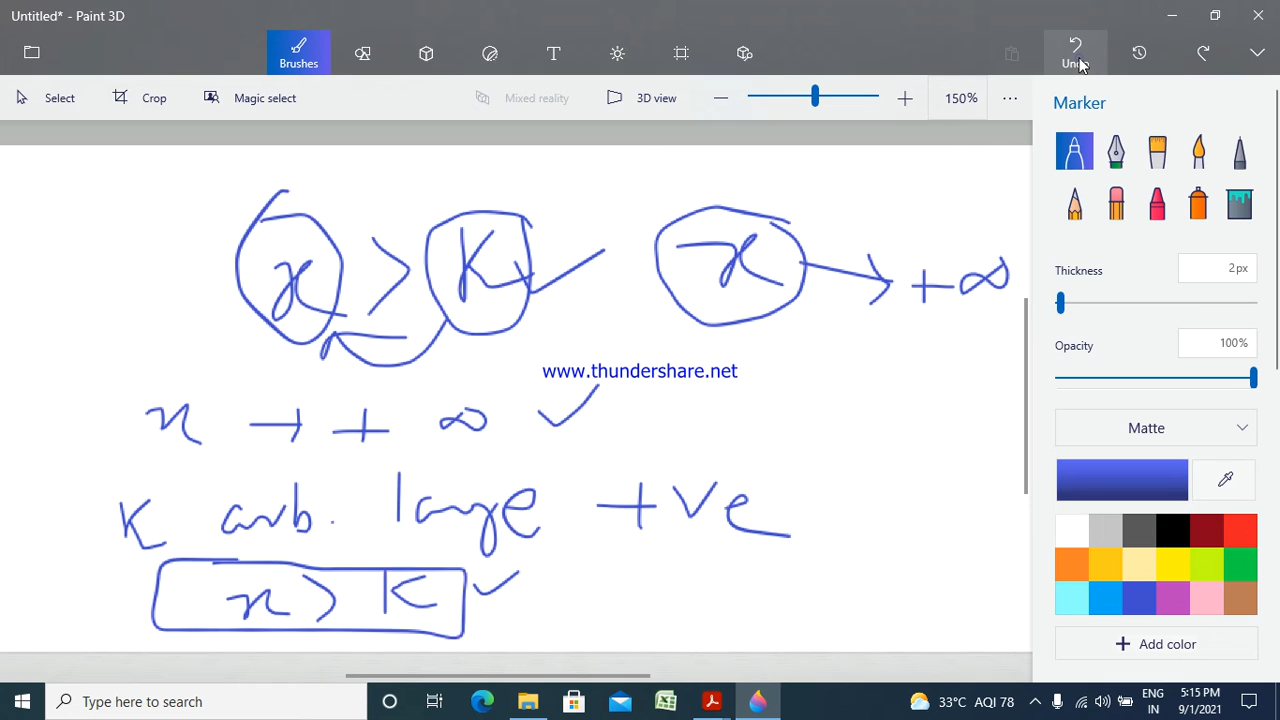 Untitled* - Paint 3D
Brushes
Undo
Select
Crop
Magic select
Mixed reality
3D view
150%
Marker
x > K ✓ x → +∞
Thickness
2px
www.thundershare.net
Opacity
100%
x → + ∞ ✓
Matte
K arb. large +ve
x > K ✓
Add color
Type here to search
33°C AQI 78
ENG
IN
5:15 PM
9/1/2021